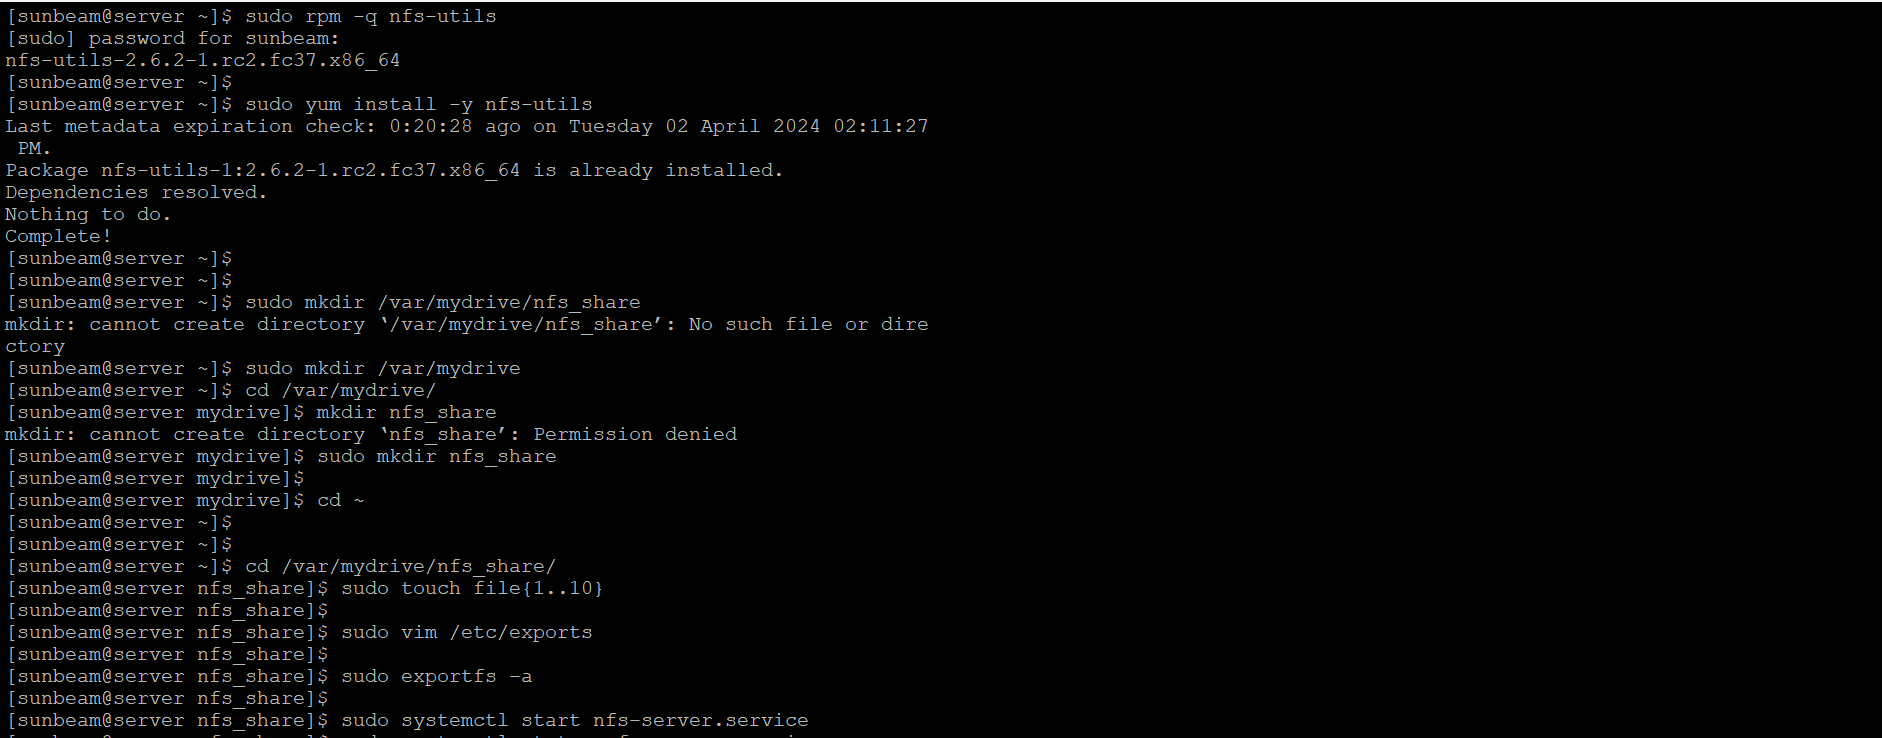 [sunbeam@server ~]$ sudo rpm -q nfs-utils
[sudo] password for sunbeam:
nfs-utils-2.6.2-1.rc2.fc37.x86_64
[sunbeam@server ~]$
[sunbeam@server ~]$ sudo yum install -y nfs-utils
Last metadata expiration check: 0:20:28 ago on Tuesday 02 April 2024 02:11:27
 PM.
Package nfs-utils-1:2.6.2-1.rc2.fc37.x86_64 is already installed.
Dependencies resolved.
Nothing to do.
Complete!
[sunbeam@server ~]$
[sunbeam@server ~]$
[sunbeam@server ~]$ sudo mkdir /var/mydrive/nfs_share
mkdir: cannot create directory ‘/var/mydrive/nfs_share’: No such file or dire
ctory
[sunbeam@server ~]$ sudo mkdir /var/mydrive
[sunbeam@server ~]$ cd /var/mydrive/
[sunbeam@server mydrive]$ mkdir nfs_share
mkdir: cannot create directory ‘nfs_share’: Permission denied
[sunbeam@server mydrive]$ sudo mkdir nfs_share
[sunbeam@server mydrive]$
[sunbeam@server mydrive]$ cd ~
[sunbeam@server ~]$
[sunbeam@server ~]$
[sunbeam@server ~]$ cd /var/mydrive/nfs_share/
[sunbeam@server nfs_share]$ sudo touch file{1..10}
[sunbeam@server nfs_share]$
[sunbeam@server nfs_share]$ sudo vim /etc/exports
[sunbeam@server nfs_share]$
[sunbeam@server nfs_share]$ sudo exportfs -a
[sunbeam@server nfs_share]$
[sunbeam@server nfs_share]$ sudo systemctl start nfs-server.service